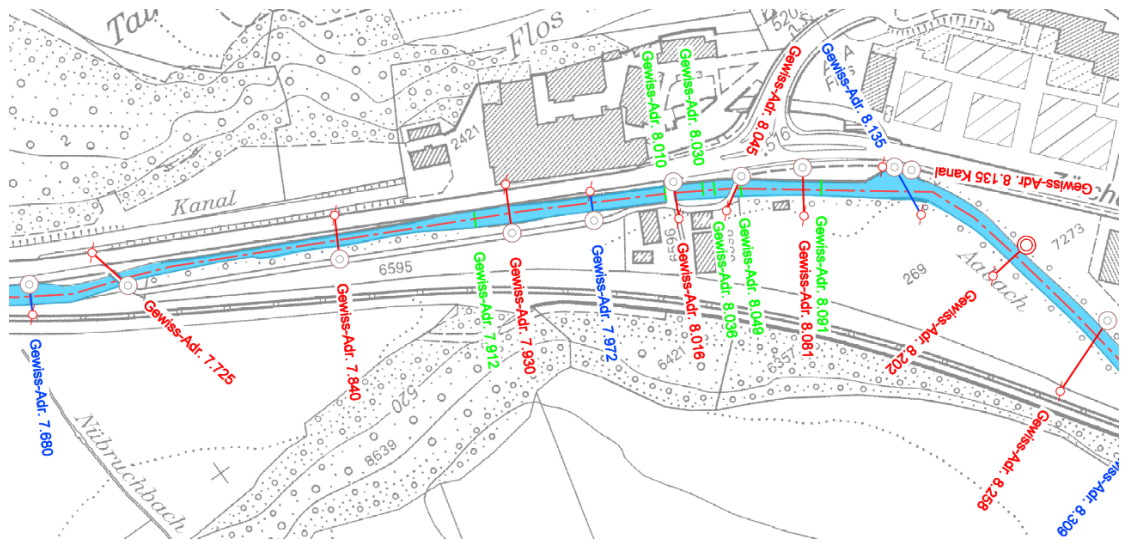 Flos
520
Gewiss-Adr. 8.010
Gewiss-Adr. 8.030
Gewiss-Adr. 8.045
Gewiss-Adr. 8.135
2421
2
Kanal
Gewiss-Adr. 8.135 Kanal
7273
Aabach
269
6595
9659
Gewiss-Adr. 7.680
Gewiss-Adr. 7.725
Gewiss-Adr. 7.840
Gewiss-Adr. 7.912
Gewiss-Adr. 7.930
Gewiss-Adr. 7.972
Gewiss-Adr. 8.016
Gewiss-Adr. 8.036
Gewiss-Adr. 8.049
Gewiss-Adr. 8.081
Gewiss-Adr. 8.091
Gewiss-Adr. 8.202
Gewiss-Adr. 8.258
wiss-Adr. 8.309
6421
6357
520
8639
Nübruchbach